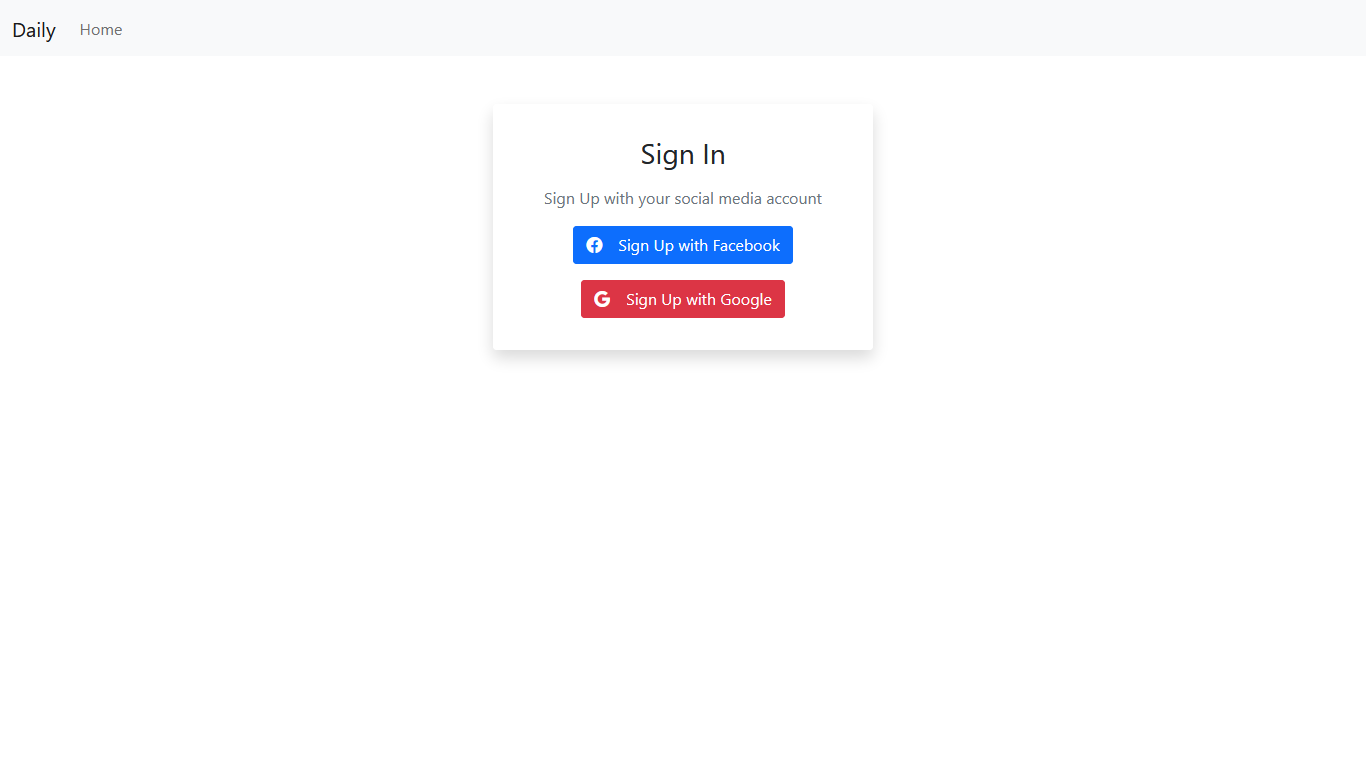 Daily Home
Sign In
Sign Up with your social media account
Sign Up with Facebook
Sign Up with Google